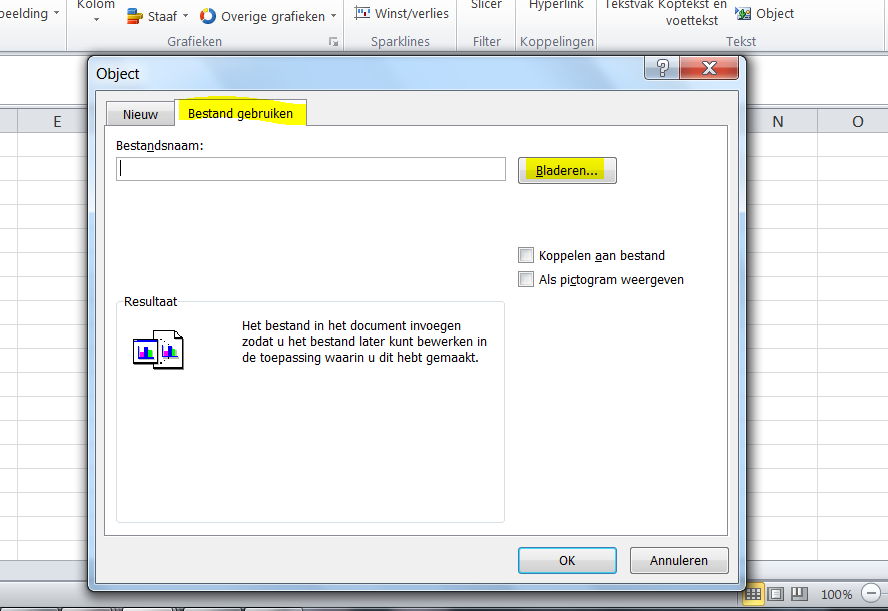 Kolom
Slicer
Hyperlink
Tekstvak Koptekst en
voettekst
Object
beelding
Staaf
Overige grafieken
Winst/verlies
Grafieken
Sparklines
Filter
Koppelingen
Tekst
Object
E
N
O
Nieuw
Bestand gebruiken
Bestandsnaam:
Bladeren...
Koppelen aan bestand
Als pictogram weergeven
Resultaat
Het bestand in het document invoegen
zodat u het bestand later kunt bewerken in
de toepassing waarin u dit hebt gemaakt.
OK
Annuleren
100%